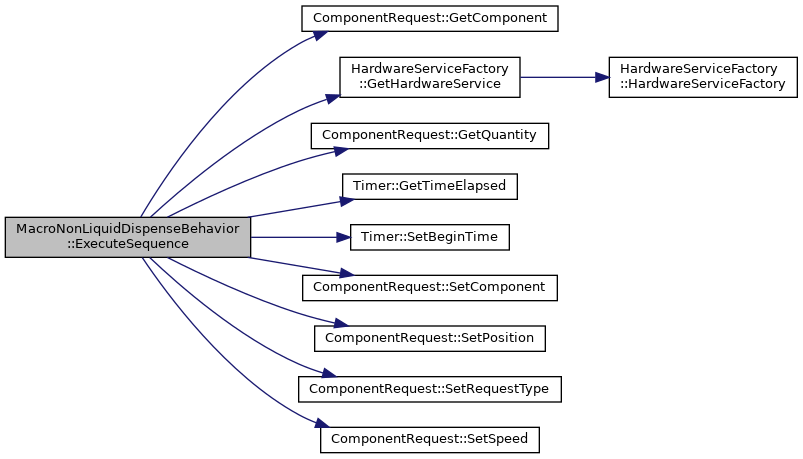 ComponentRequest::GetComponent
HardwareServiceFactory
::GetHardwareService
HardwareServiceFactory
::HardwareServiceFactory
ComponentRequest::GetQuantity
Timer::GetTimeElapsed
MacroNonLiquidDispenseBehavior
::ExecuteSequence
Timer::SetBeginTime
ComponentRequest::SetComponent
ComponentRequest::SetPosition
ComponentRequest::SetRequestType
ComponentRequest::SetSpeed